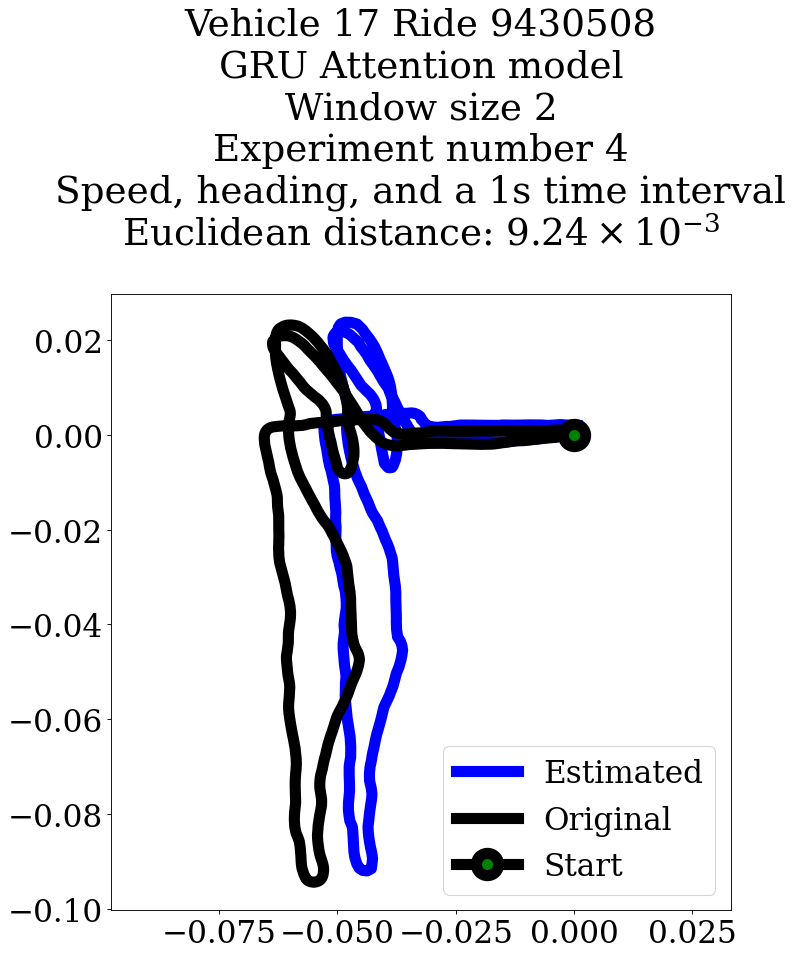 Vehicle 17 Ride 9430508
GRU Attention model
Window size 2
Experiment number 4
Speed, heading, and a 1s time interval
Euclidean distance: 9.24 × 10⁻³
0.02
0.00
−0.02
−0.04
−0.06
−0.08
−0.10
Estimated
Original
Start
−0.075 −0.050 −0.025 0.000 0.025